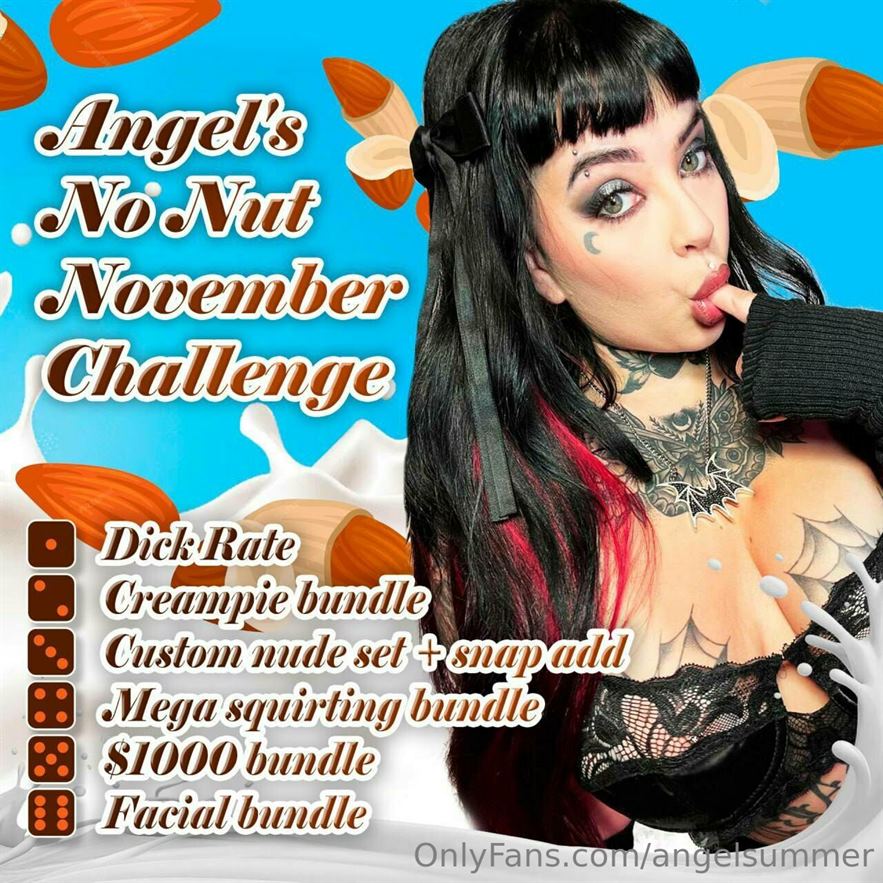 Angel's
No Nut
November
Challenge
Dick Rate
Creampie bundle
Custom nude set + snap add
Mega squirting bundle
$1000 bundle
Facial bundle
OnlyFans.com/angelsummer